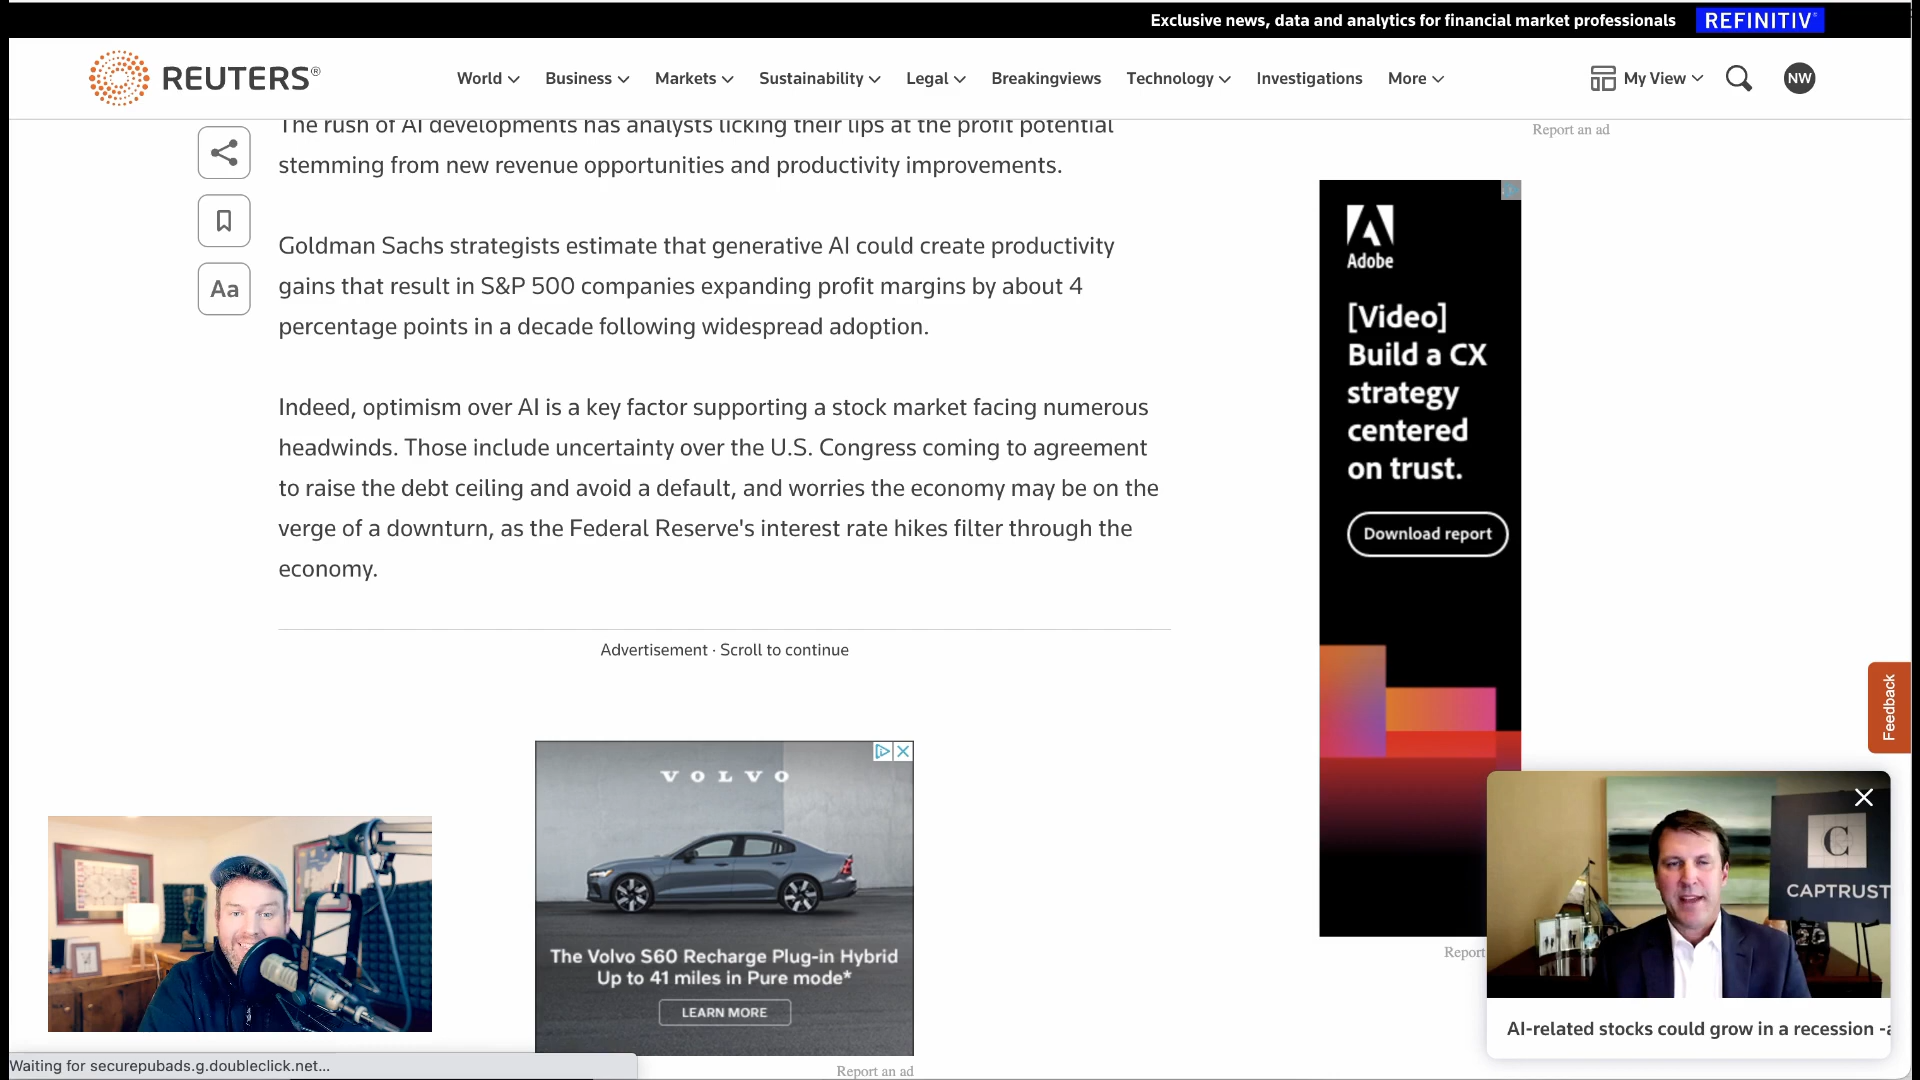 Exclusive news, data and analytics for financial market professionals REFINITIV
REUTERS®
World Business Markets Sustainability Legal Breakingviews Technology Investigations More
My View
NW
The rush of AI developments has analysts licking their lips at the profit potential
stemming from new revenue opportunities and productivity improvements.
Aa
Goldman Sachs strategists estimate that generative AI could create productivity
gains that result in S&P 500 companies expanding profit margins by about 4
percentage points in a decade following widespread adoption.
Indeed, optimism over AI is a key factor supporting a stock market facing numerous
headwinds. Those include uncertainty over the U.S. Congress coming to agreement
to raise the debt ceiling and avoid a default, and worries the economy may be on the
verge of a downturn, as the Federal Reserve's interest rate hikes filter through the
economy.
Advertisement · Scroll to continue
VOLVO
The Volvo S60 Recharge Plug-in Hybrid
Up to 41 miles in Pure mode*
LEARN MORE
Report an ad
Report an ad
Adobe
[Video]
Build a CX
strategy
centered
on trust.
Download report
Report
Feedback
C
CAPTRUST
AI-related stocks could grow in a recession -a
Waiting for securepubads.g.doubleclick.net...